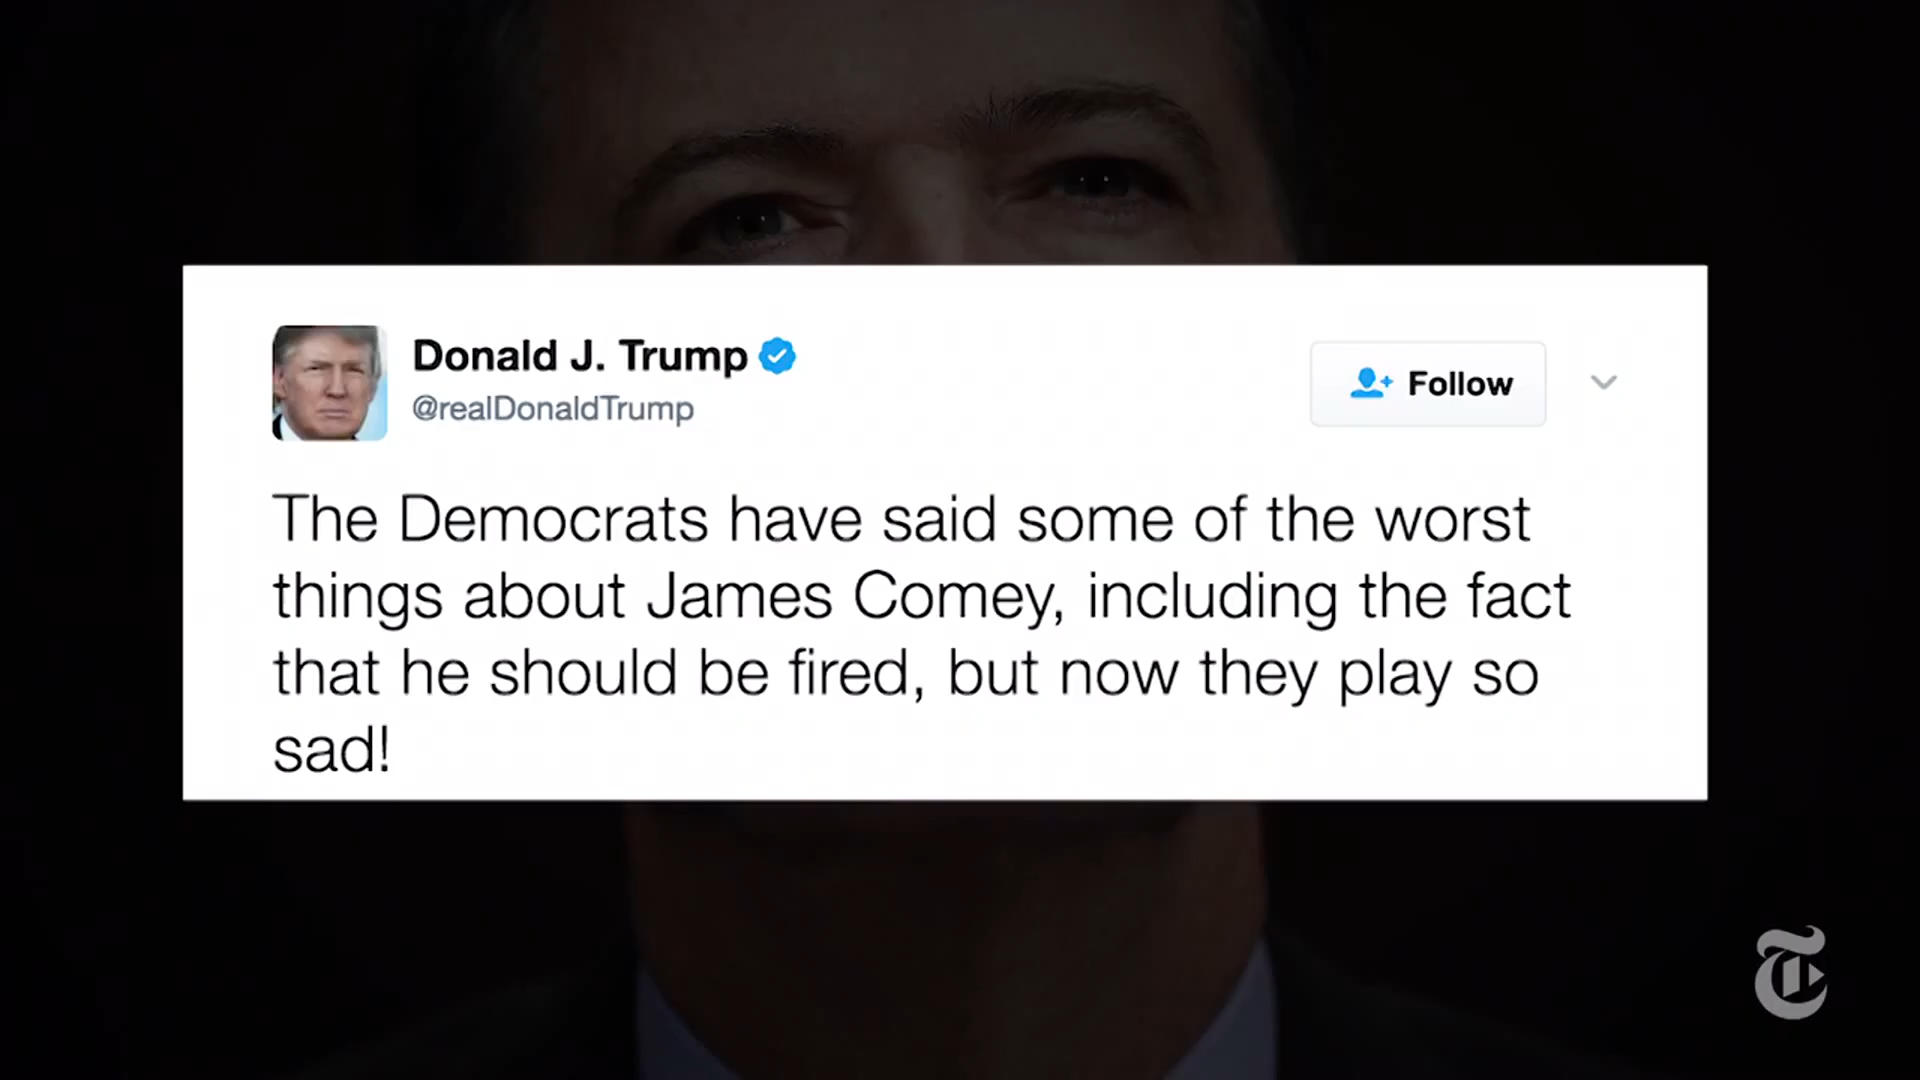 Donald J. Trump
@realDonaldTrump
Follow
The Democrats have said some of the worst
things about James Comey, including the fact
that he should be fired, but now they play so
sad!
T